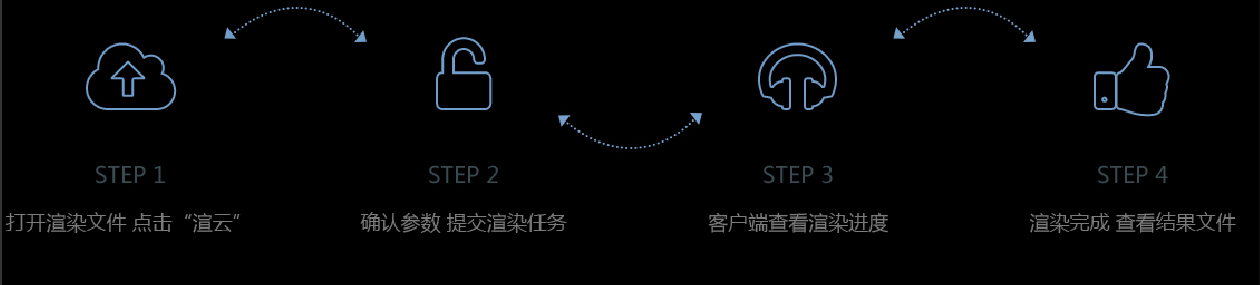 STEP 1
STEP 2
STEP 3
STEP 4
打开渲染文件 点击“渲云”
确认参数 提交渲染任务
客户端查看渲染进度
渲染完成 查看结果文件